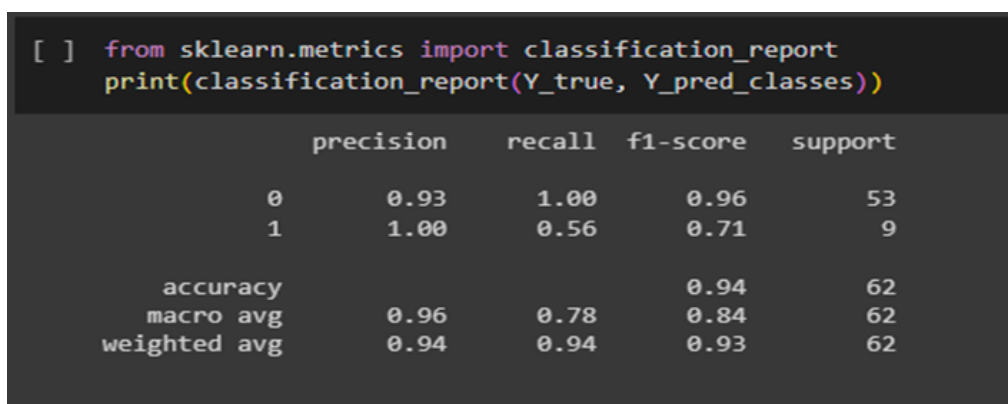 [ ] from sklearn.metrics import classification_report
print(classification_report(Y_true, Y_pred_classes))
precision recall f1-score support
0 0.93 1.00 0.96 53
1 1.00 0.56 0.71 9
accuracy 0.94 62
macro avg 0.96 0.78 0.84 62
weighted avg 0.94 0.94 0.93 62